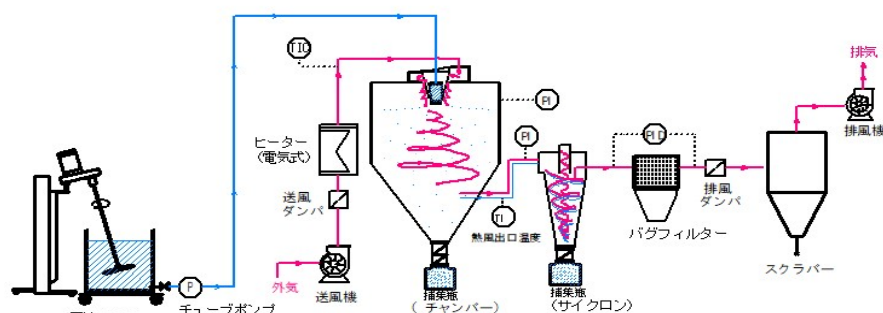 TIC
排気
PI
排風機
ヒーター
(電気式)
PI
PID
送風
ダンパ
TI
排風
ダンパ
熱風出口温度
バグフィルター
スクラバー
外気
送風機
捕集瓶
(チャンバー)
捕集瓶
(サイクロン)
P
チューブポンプ